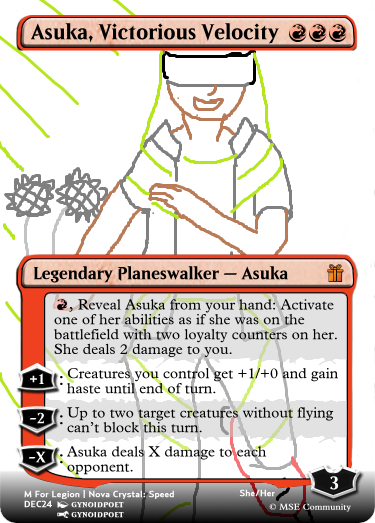 Asuka, Victorious Velocity
Legendary Planeswalker — Asuka
, Reveal Asuka from your hand: Activate
one of her abilities as if she was on the
battlefield with two loyalty counters on her.
She deals 2 damage to you.
+1 : Creatures you control get +1/+0 and gain
haste until end of turn.
-2 : Up to two target creatures without flying
can't block this turn.
-X : Asuka deals X damage to each
opponent.
3
M For Legion | Nova Crystal: Speed
She/Her
DEC24 GYNOIDPOET
GYNOIDPOET
© MSE Community